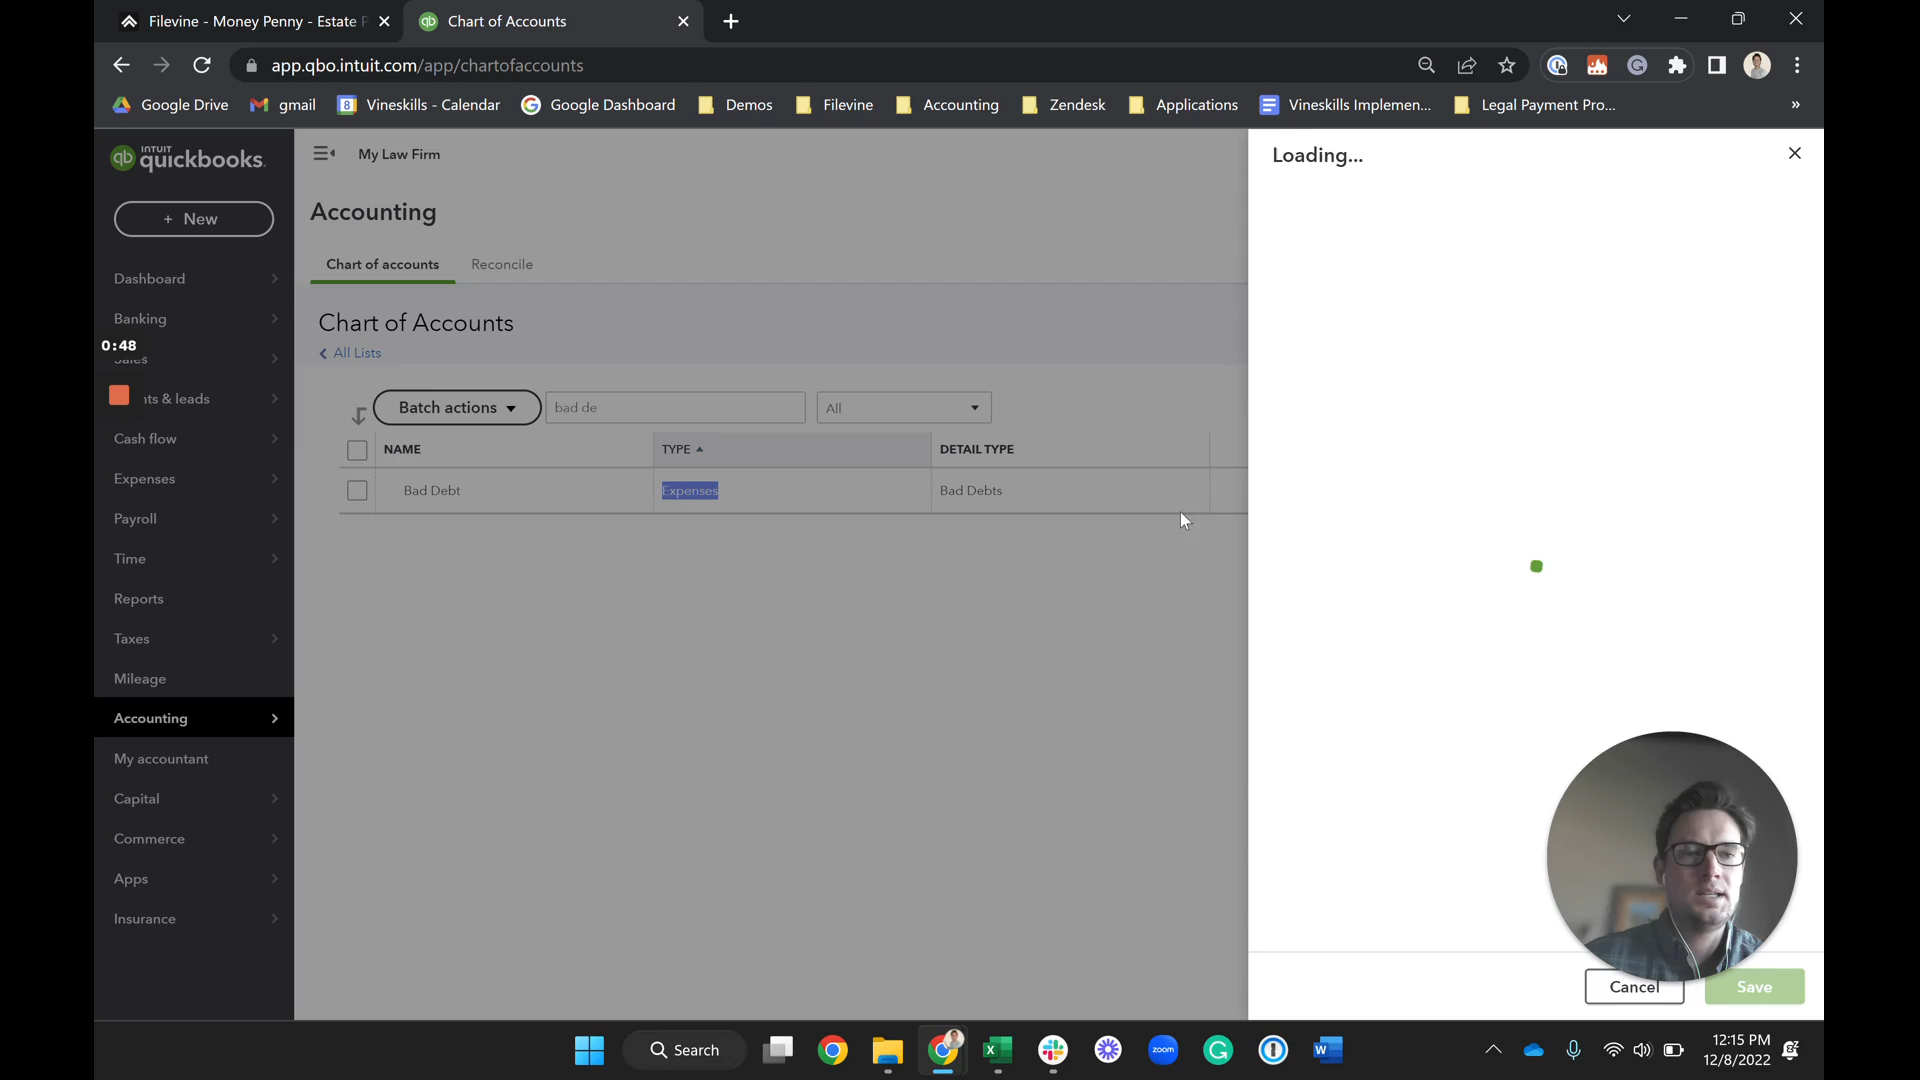 Filevine - Money Penny - Estate P
Chart of Accounts
app.qbo.intuit.com/app/chartofaccounts
Google Drive
gmail
8
Vineskills - Calendar
Google Dashboard
Demos
Filevine
Accounting
Zendesk
Applications
Vineskills Implemen...
Legal Payment Pro...
»
qb
INTUIT
quickbooks.
+ New
Dashboard
Banking
0:48
Sales
nts & leads
Cash flow
Expenses
Payroll
Time
Reports
Taxes
Mileage
Accounting
My accountant
Capital
Commerce
Apps
Insurance
My Law Firm
Accounting
Chart of accounts
Reconcile
Chart of Accounts
All Lists
Batch actions
bad de
All
NAME
TYPE
DETAIL TYPE
Bad Debt
Expenses
Bad Debts
Loading...
Cancel
Save
Search
zoom
12:15 PM
12/8/2022